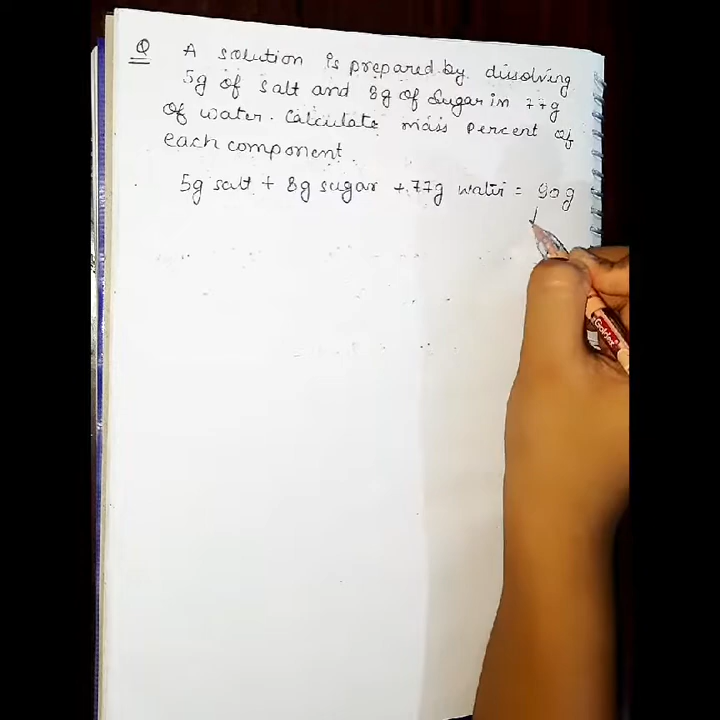 Q A solution is prepared by dissolving
5g of salt and 8g of sugar in 77g
of water. Calculate mass percent of
each component.
5g salt + 8g sugar + 77g water = 90g
Goldex